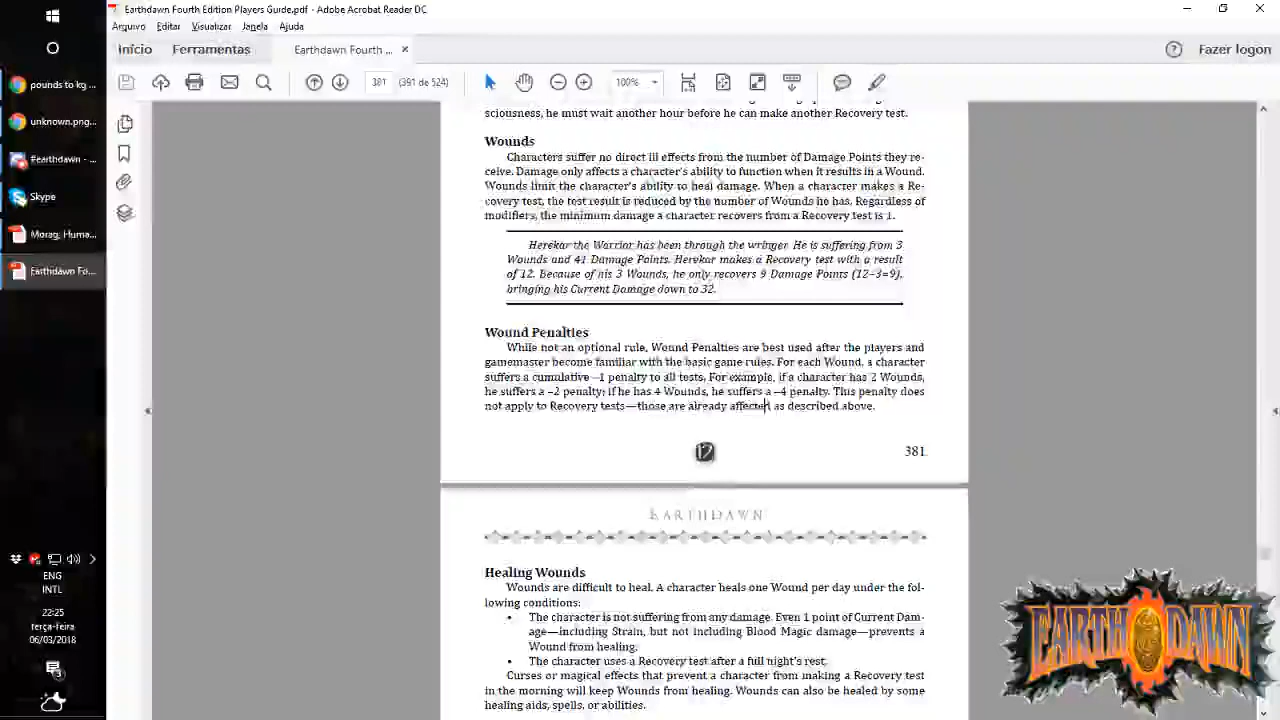 Earthdawn Fourth Edition Players Guide.pdf - Adobe Acrobat Reader DC
Arquivo Editar Visualizar Janela Ajuda
Início Ferramentas Earthdawn Fourth ... × Fazer logon
381 (391 de 524) 100%
pounds to kg ...
unknown.png...
#earthdawn - ...
Skype
Morag, Huma...
Earthdawn Fo...
sciousness, he must wait another hour before he can make another Recovery test.
Wounds
Characters suffer no direct ill effects from the number of Damage Points they re-
ceive. Damage only affects a character's ability to function when it results in a Wound.
Wounds limit the character's ability to heal damage. When a character makes a Re-
covery test, the test result is reduced by the number of Wounds he has. Regardless of
modifiers, the minimum damage a character recovers from a Recovery test is 1.
Herekar the Warrior has been through the wringer. He is suffering from 3
Wounds and 41 Damage Points. Herekar makes a Recovery test with a result
of 12. Because of his 3 Wounds, he only recovers 9 Damage Points (12–3=9),
bringing his Current Damage down to 32.
Wound Penalties
While not an optional rule, Wound Penalties are best used after the players and
gamemaster become familiar with the basic game rules. For each Wound, a character
suffers a cumulative –1 penalty to all tests. For example, if a character has 2 Wounds,
he suffers a –2 penalty; if he has 4 Wounds, he suffers a –4 penalty. This penalty does
not apply to Recovery tests—those are already affected as described above.
12 381
EARTHDAWN
Healing Wounds
Wounds are difficult to heal. A character heals one Wound per day under the fol-
lowing conditions:
• The character is not suffering from any damage. Even 1 point of Current Dam-
age—including Strain, but not including Blood Magic damage—prevents a
Wound from healing.
• The character uses a Recovery test after a full night's rest.
Curses or magical effects that prevent a character from making a Recovery test
in the morning will keep Wounds from healing. Wounds can also be healed by some
healing aids, spells, or abilities.
ENG
INTL
22:25
terça-feira
06/03/2018
3
EARTHDAWN